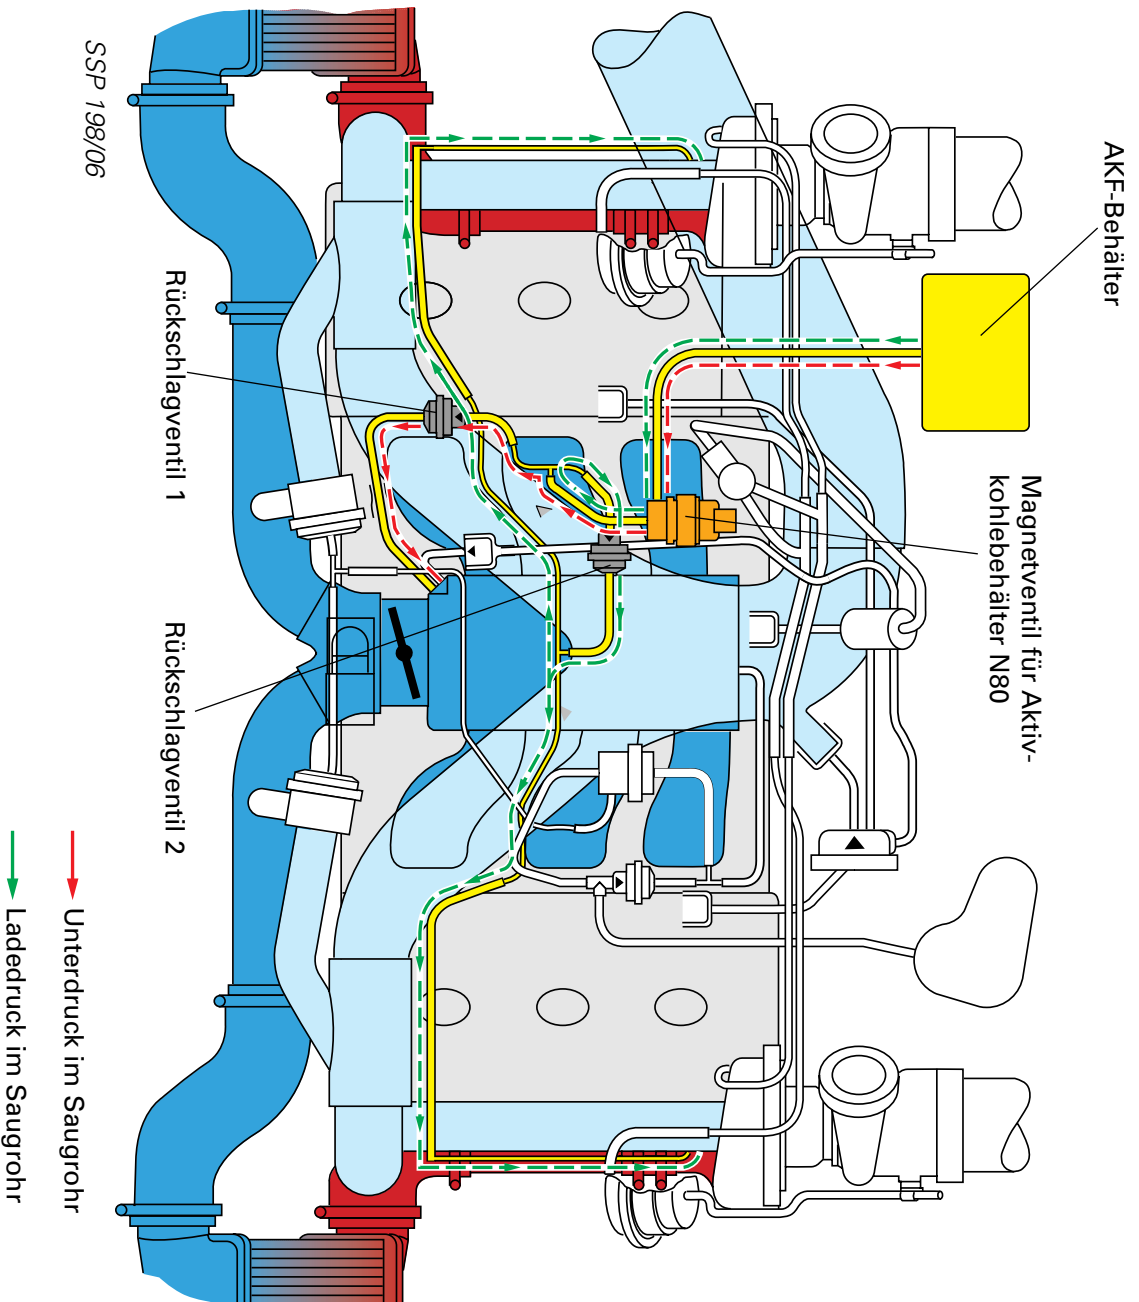 AKF-Behälter
Magnetventil für Aktiv-
kohlebehälter N80
Rückschlagventil 1
Rückschlagventil 2
SSP 198/06
Unterdruck im Saugrohr
Ladedruck im Saugrohr